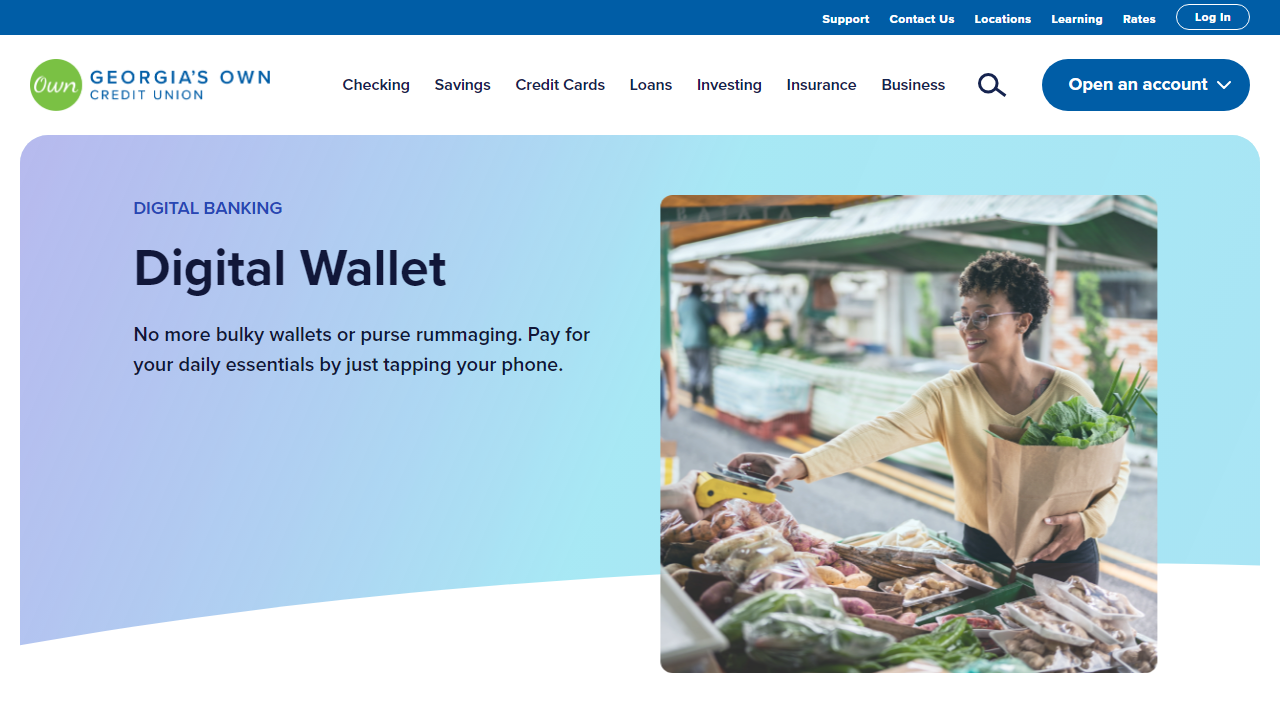 Support Contact Us Locations Learning Rates Log In
Own GEORGIA'S OWN
CREDIT UNION
Checking Savings Credit Cards Loans Investing Insurance Business Open an account
DIGITAL BANKING
Digital Wallet
No more bulky wallets or purse rummaging. Pay for
your daily essentials by just tapping your phone.